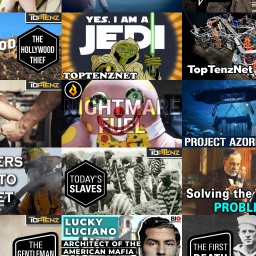 TOPTENZ
THE
HOLLYWOOD
THIEF
YES, I AM A
JEDI
TOPTENZNET
TopTenzNet
TOPTENZ
NIGHTMARE
FUEL
PROJECT AZOR
ERS
TO
ET
TOPTENZ
TODAY'S
SLAVES
Solving the
PROBL
TOPTENZ
THE
GENTLEMAN
LUCKY
LUCIANO
BIO
ARCHITECT OF THE
AMERICAN MAFIA
THE FIRST
DEATH